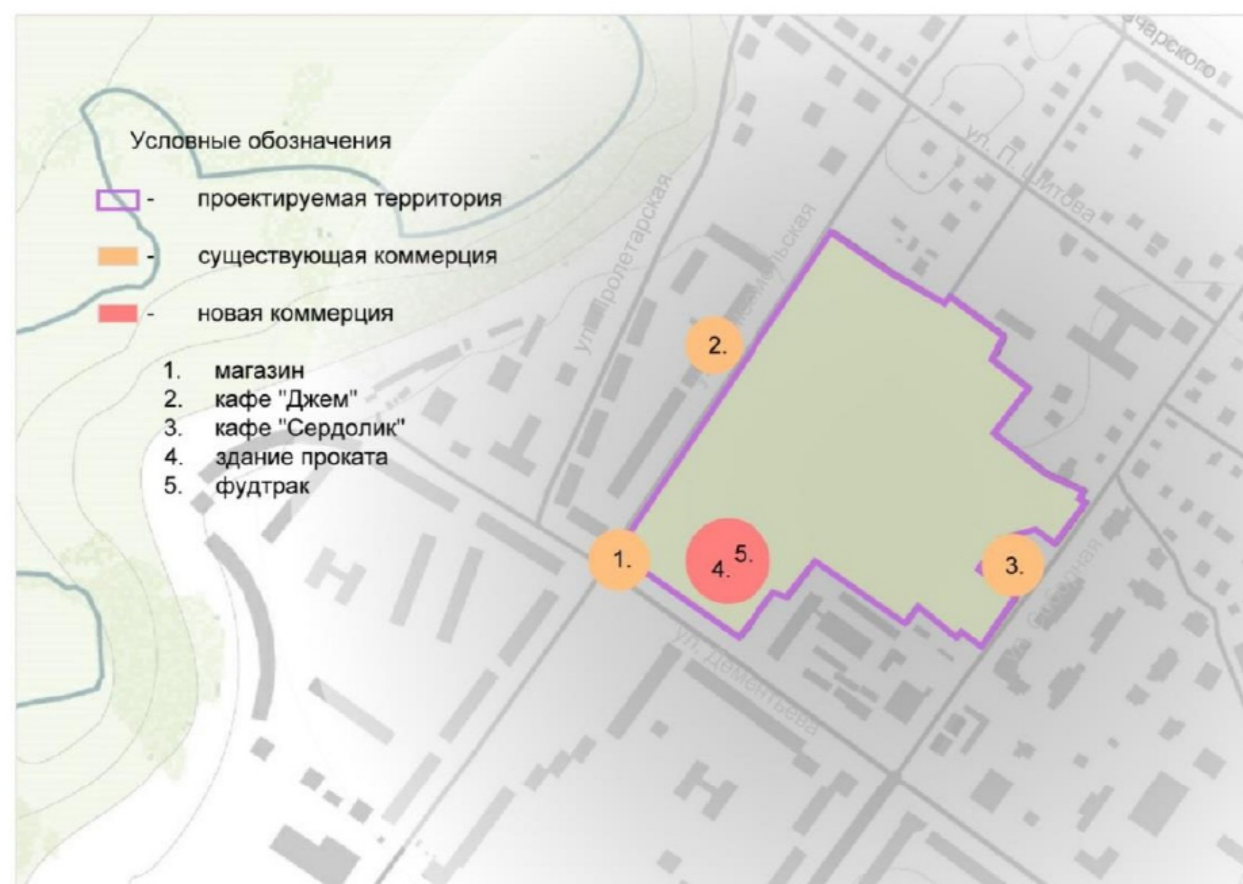 Условные обозначения
- проектируемая территория
- существующая коммерция
- новая коммерция
1. магазин
2. кафе "Джем"
3. кафе "Сердолик"
4. здание проката
5. фудтрак
ул. П. Шитова
ул. Пролетарская
2.
1.
5.
4.
3.
ул. Дементьева